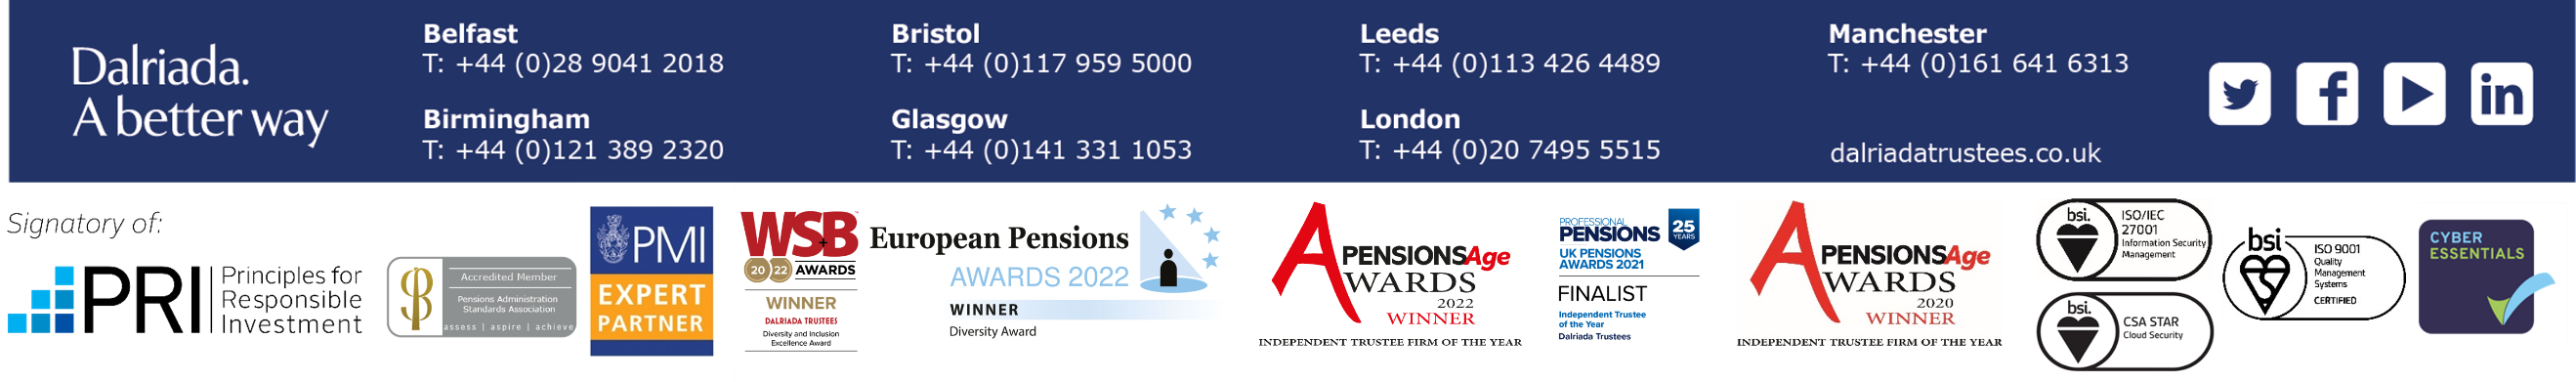 Dalriada.
A better way
Belfast
T: +44 (0)28 9041 2018
Birmingham
T: +44 (0)121 389 2320
Bristol
T: +44 (0)117 959 5000
Glasgow
T: +44 (0)141 331 1053
Leeds
T: +44 (0)113 426 4489
London
T: +44 (0)20 7495 5515
Manchester
T: +44 (0)161 641 6313
dalriadatrustees.co.uk
f
in
Signatory of:
PRI
Principles for
Responsible
Investment
Accredited Member
Pensions Administration
Standards Association
assess | aspire | achieve
PMI
EXPERT
PARTNER
WS+B
20 22 AWARDS
WINNER
DALRIADA TRUSTEES
Diversity and Inclusion
Excellence Award
European Pensions
AWARDS 2022
WINNER
Diversity Award
PENSIONSAge
AWARDS
2022
WINNER
INDEPENDENT TRUSTEE FIRM OF THE YEAR
PROFESSIONAL
PENSIONS
25
YEARS
UK PENSIONS
AWARDS 2021
FINALIST
Independent Trustee
of the Year
Dalriada Trustees
PENSIONSAge
AWARDS
2020
WINNER
INDEPENDENT TRUSTEE FIRM OF THE YEAR
bsi.
ISO/IEC
27001
Information Security
Management
bsi.
CSA STAR
Cloud Security
bsi.
ISO 9001
Quality
Management
Systems
CERTIFIED
CYBER
ESSENTIALS